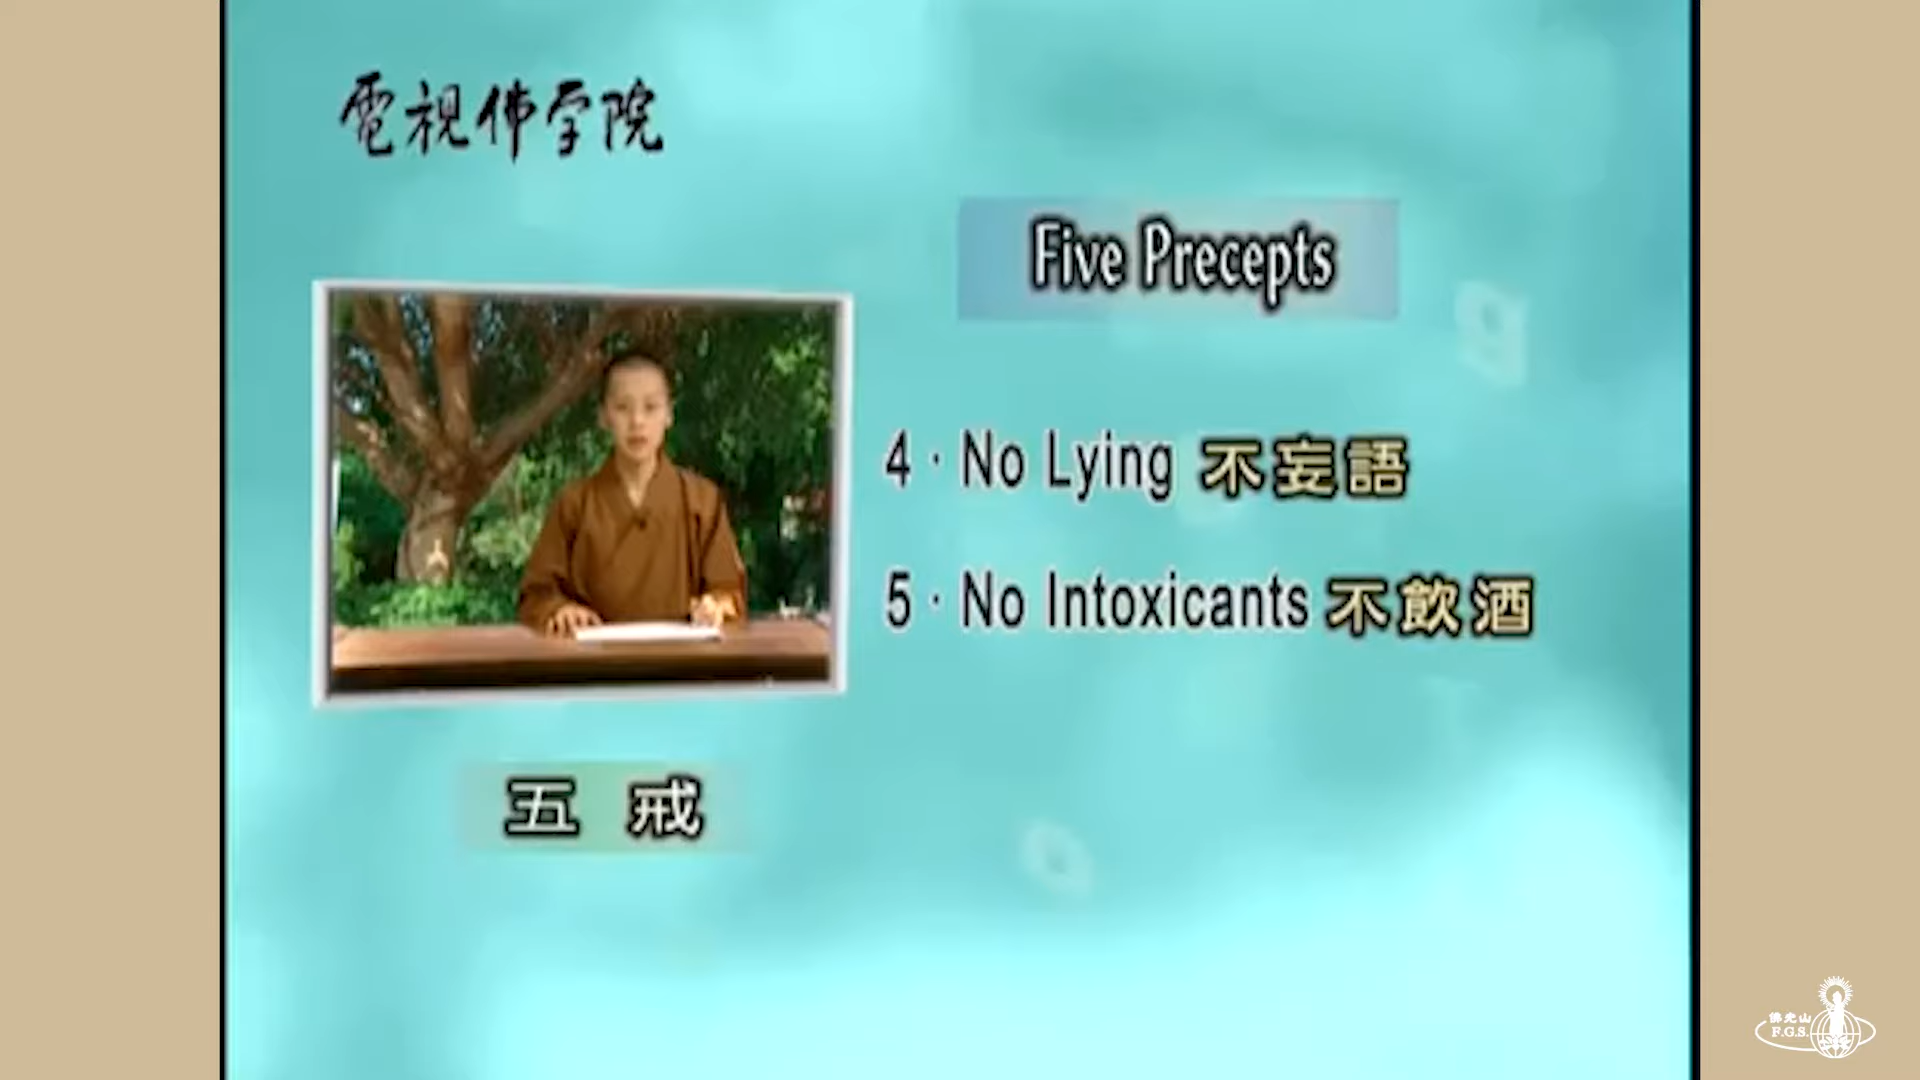 電視佛学院
Five Precepts
4 · No Lying 不妄語
5 · No Intoxicants 不飲酒
五 戒
佛光山
F.G.S.